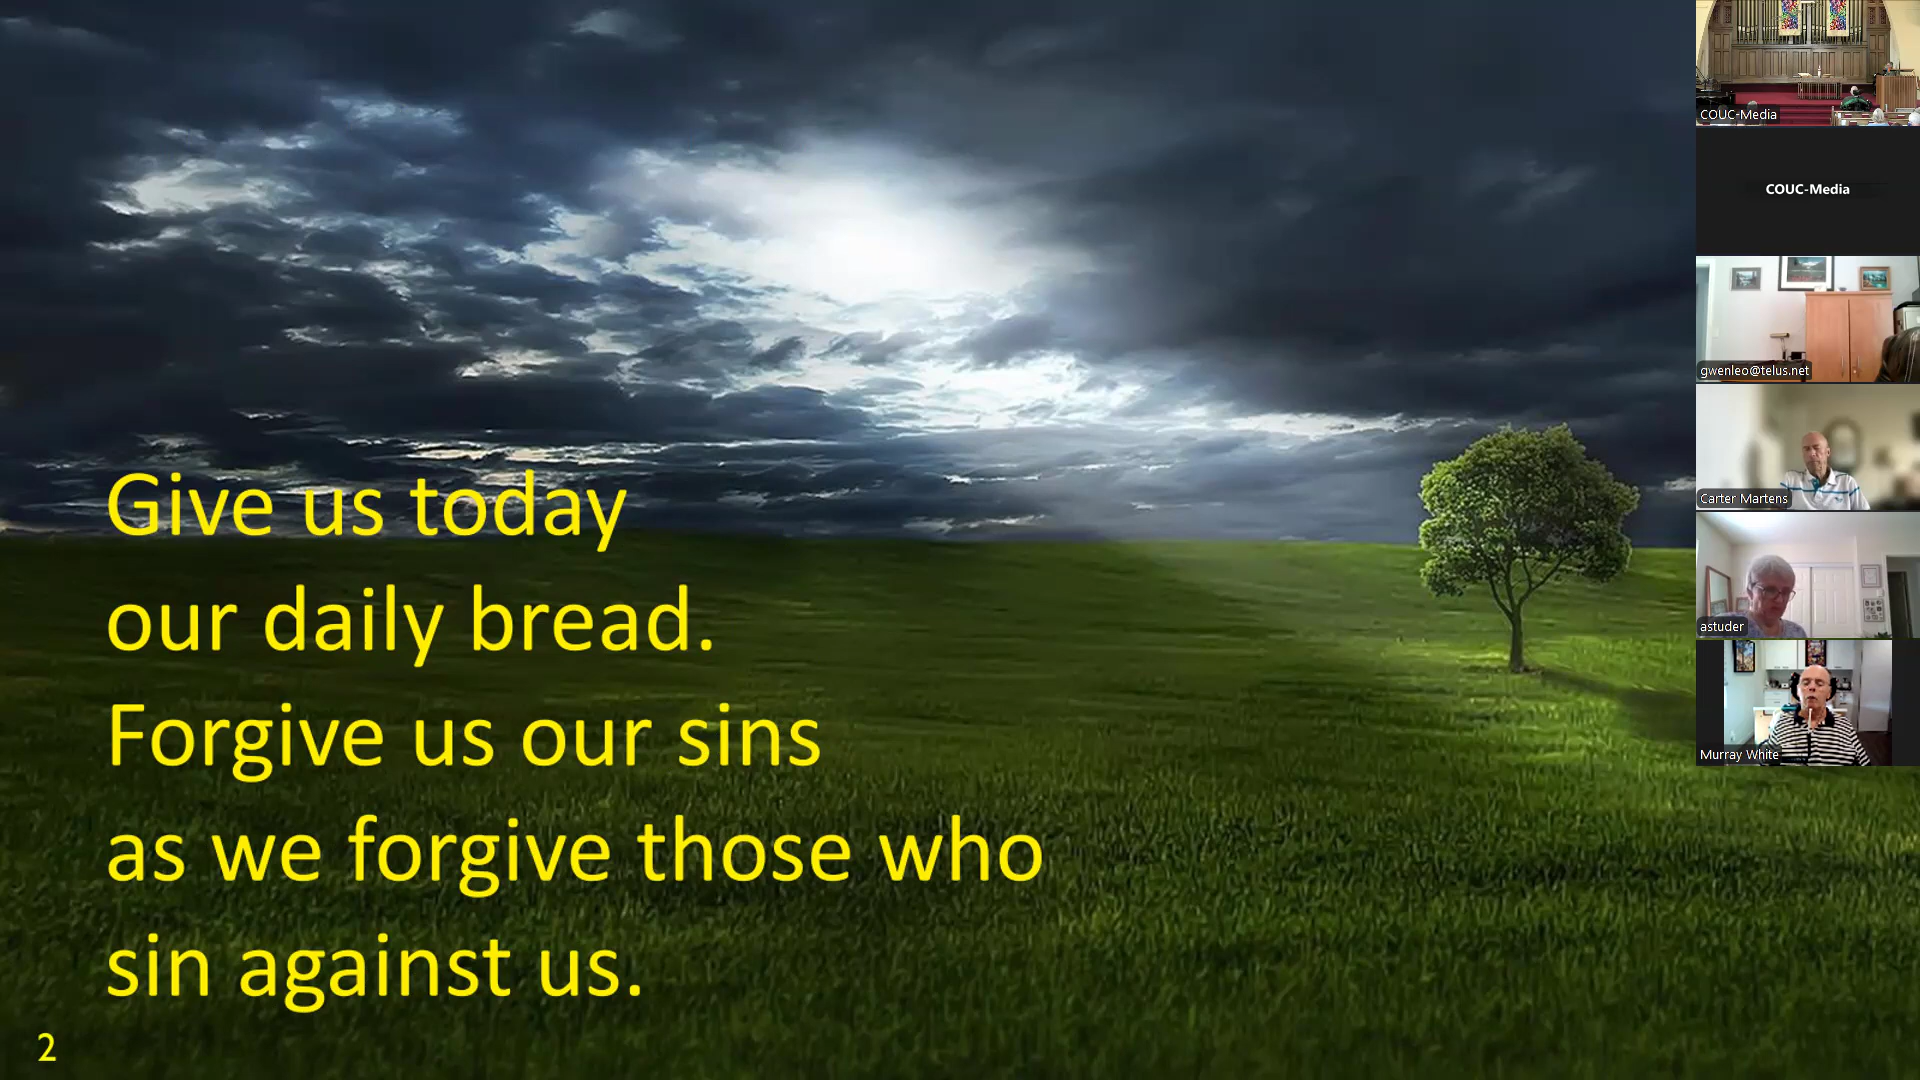 Give us today
our daily bread.
Forgive us our sins
as we forgive those who
sin against us.
2
COUC-Media
COUC-Media
gwenleo@telus.net
Carter Martens
astuder
Murray White